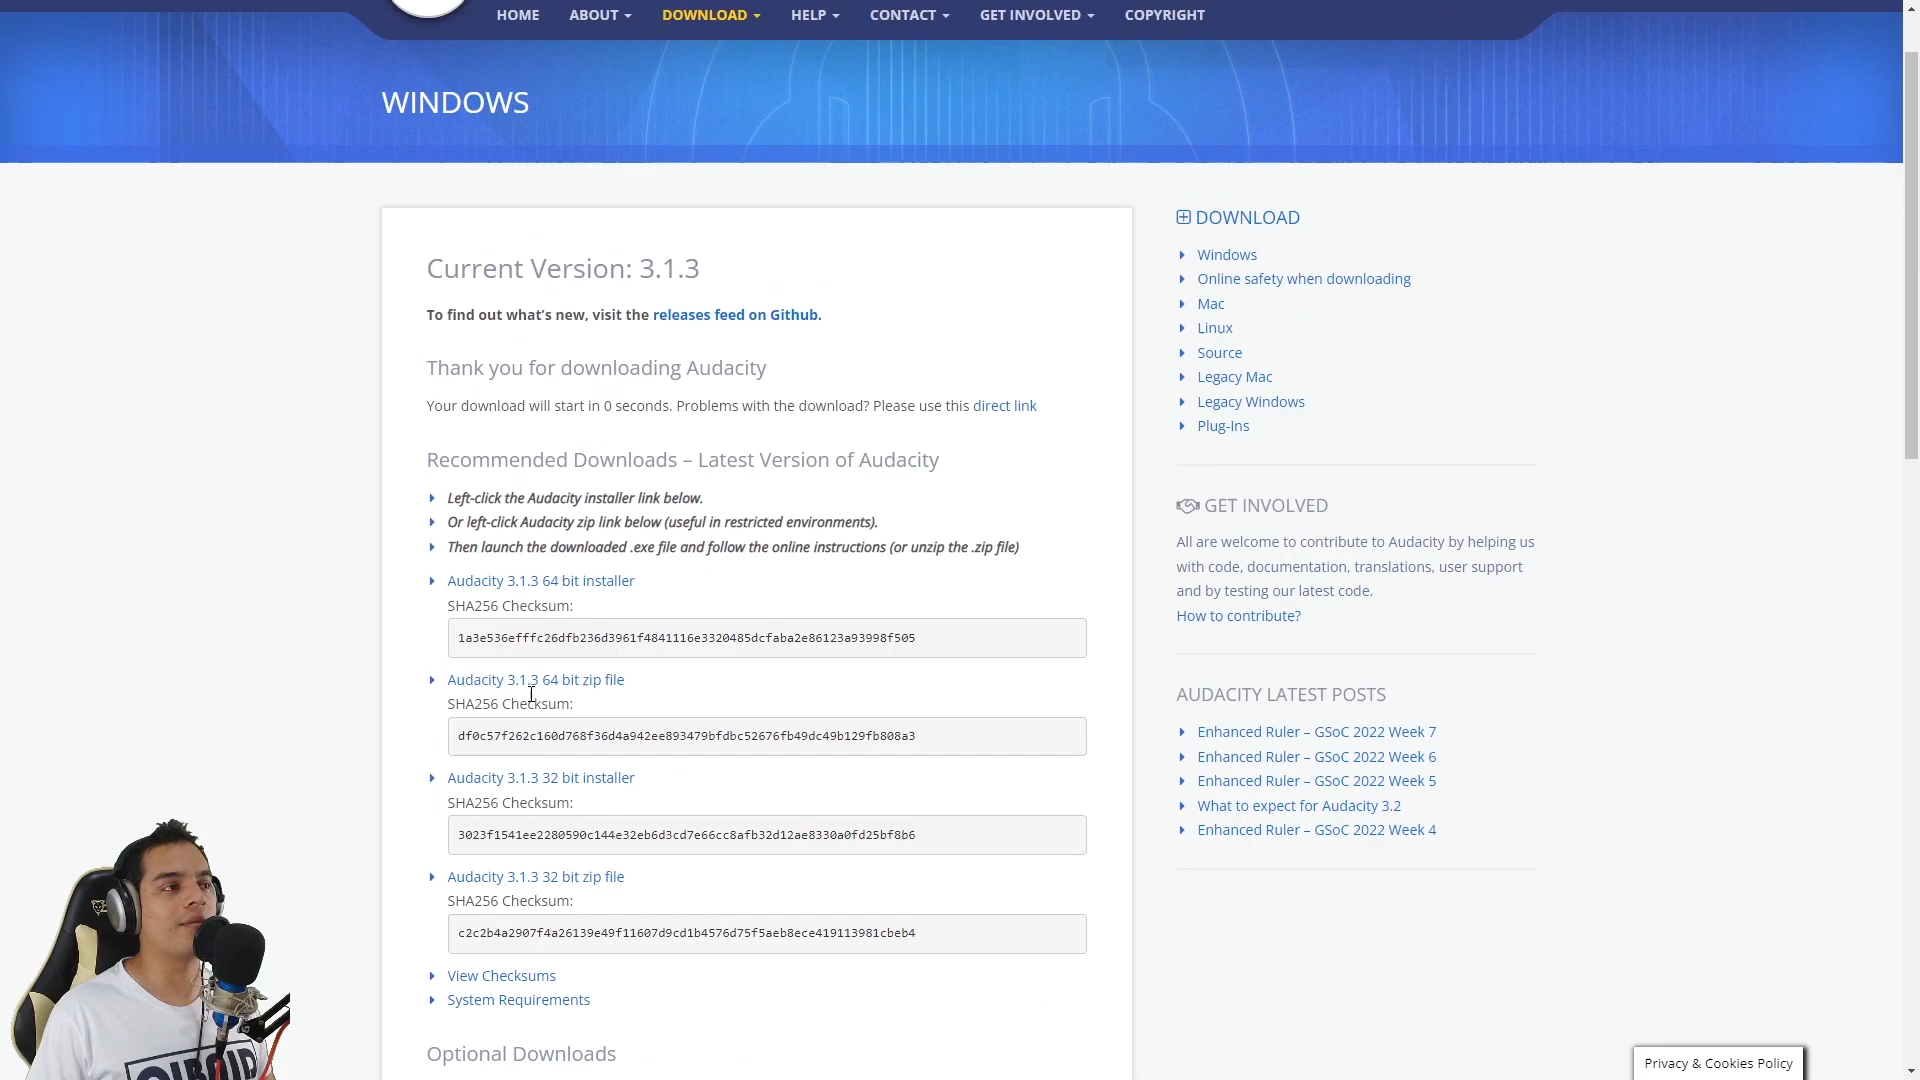 HOME ABOUT DOWNLOAD HELP CONTACT GET INVOLVED COPYRIGHT
WINDOWS
Current Version: 3.1.3
To find out what’s new, visit the releases feed on Github.
Thank you for downloading Audacity
Your download will start in 0 seconds. Problems with the download? Please use this direct link
Recommended Downloads – Latest Version of Audacity
Left-click the Audacity installer link below.
Or left-click Audacity zip link below (useful in restricted environments).
Then launch the downloaded .exe file and follow the online instructions (or unzip the .zip file)
Audacity 3.1.3 64 bit installer
SHA256 Checksum:
1a3e536efffc26dfb236d3961f4841116e3320485dcfaba2e86123a93998f505
Audacity 3.1.3 64 bit zip file
SHA256 Checksum:
df0c57f262c160d768f36d4a942ee893479bfdbc52676fb49dc49b129fb808a3
Audacity 3.1.3 32 bit installer
SHA256 Checksum:
3023f1541ee2280590c144e32eb6d3cd7e66cc8afb32d12ae8330a0fd25bf8b6
Audacity 3.1.3 32 bit zip file
SHA256 Checksum:
c2c2b4a2907f4a26139e49f11607d9cd1b4576d75f5aeb8ece419113981cbeb4
View Checksums
System Requirements
Optional Downloads
DOWNLOAD
Windows
Online safety when downloading
Mac
Linux
Source
Legacy Mac
Legacy Windows
Plug-Ins
GET INVOLVED
All are welcome to contribute to Audacity by helping us
with code, documentation, translations, user support
and by testing our latest code.
How to contribute?
AUDACITY LATEST POSTS
Enhanced Ruler – GSoC 2022 Week 7
Enhanced Ruler – GSoC 2022 Week 6
Enhanced Ruler – GSoC 2022 Week 5
What to expect for Audacity 3.2
Enhanced Ruler – GSoC 2022 Week 4
Privacy & Cookies Policy